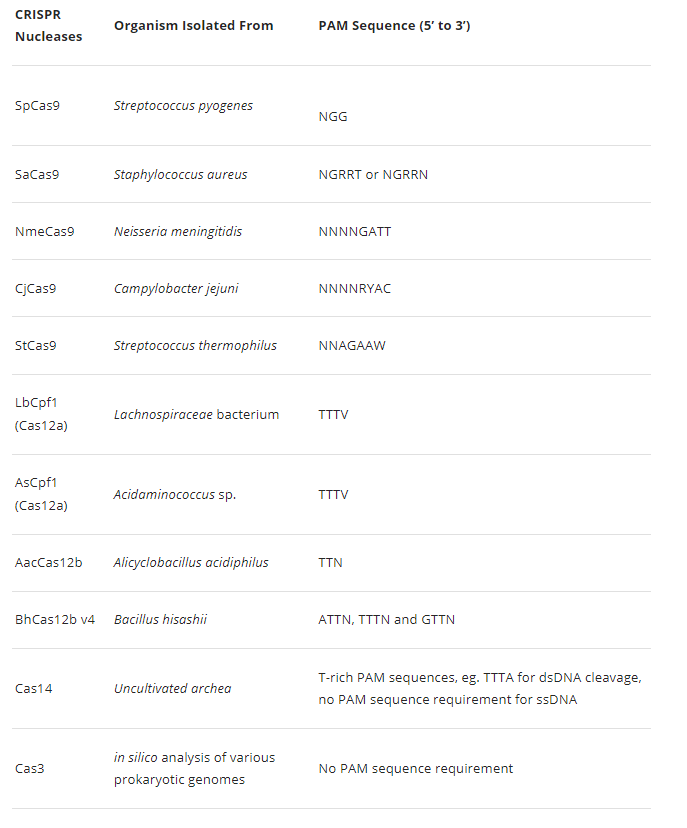 CRISPR
Nucleases
Organism Isolated From
PAM Sequence (5’ to 3’)
SpCas9
Streptococcus pyogenes
NGG
SaCas9
Staphylococcus aureus
NGRRT or NGRRN
NmeCas9
Neisseria meningitidis
NNNNGATT
CjCas9
Campylobacter jejuni
NNNNRYAC
StCas9
Streptococcus thermophilus
NNAGAAW
LbCpf1
(Cas12a)
Lachnospiraceae bacterium
TTTV
AsCpf1
(Cas12a)
Acidaminococcus sp.
TTTV
AacCas12b
Alicyclobacillus acidiphilus
TTN
BhCas12b v4
Bacillus hisashii
ATTN, TTTN and GTTN
Cas14
Uncultivated archea
T-rich PAM sequences, eg. TTTA for dsDNA cleavage,
no PAM sequence requirement for ssDNA
Cas3
in silico analysis of various
prokaryotic genomes
No PAM sequence requirement